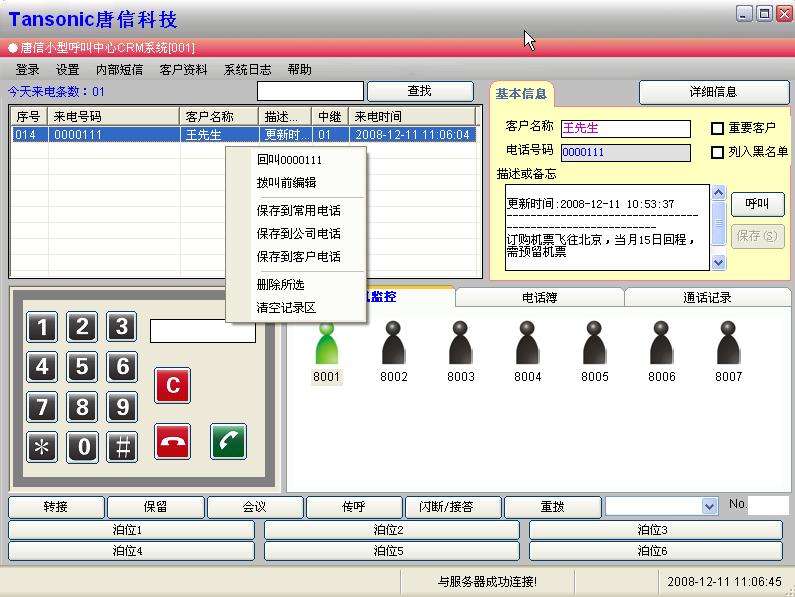 Tansonic唐信科技
唐信小型呼叫中心CRM系统[001]
登录 设置 内部短信 客户资料 系统日志 帮助
今天来电条数：01
查找
序号 来电号码 客户名称 描述... 中继 来电时间
014 0000111 王先生 更新时... 01 2008-12-11 11:06:04
回叫0000111
拨叫前编辑
保存到常用电话
保存到公司电话
保存到客户电话
删除所选
清空记录区
基本信息
详细信息
客户名称 王先生 重要客户
电话号码 0000111 列入黑名单
描述或备忘
更新时间:2008-12-11 10:53:37
订购机票飞往北京，当月15日回程，
需预留机票
呼叫
保存(S)
监控 电话簿 通话记录
1 2 3
4 5 6
7 8 9
* 0 #
C
8001 8002 8003 8004 8005 8006 8007
转接 保留 会议 传呼 闪断/接答 重拨 No.
泊位1 泊位2 泊位3
泊位4 泊位5 泊位6
与服务器成功连接! 2008-12-11 11:06:45